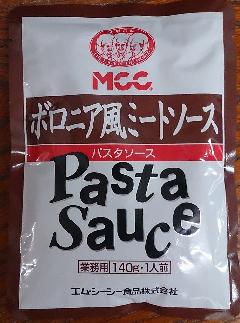 MCC
ボロニア風ミートソース
パスタソース
Pasta
Sauce
業務用 140g・1人前
エム・シーシー食品株式会社